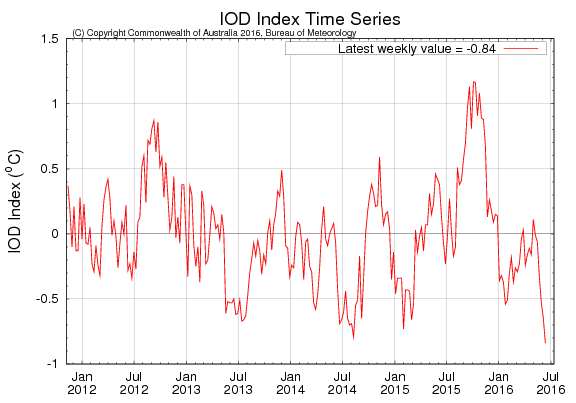 IOD Index Time Series
(C) Copyright Commonwealth of Australia 2016, Bureau of Meteorology
Latest weekly value = -0.84
IOD Index (⁰C)
1.5
1
0.5
0
-0.5
-1
Jan Jul Jan Jul Jan Jul Jan Jul Jan Jul
2012 2012 2013 2013 2014 2014 2015 2015 2016 2016